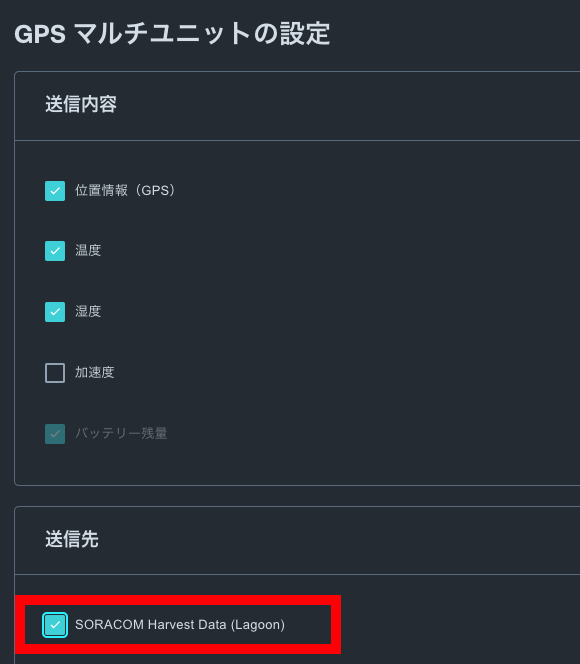 GPS マルチユニットの設定
送信内容
位置情報（GPS）
温度
湿度
加速度
バッテリー残量
送信先
SORACOM Harvest Data (Lagoon)